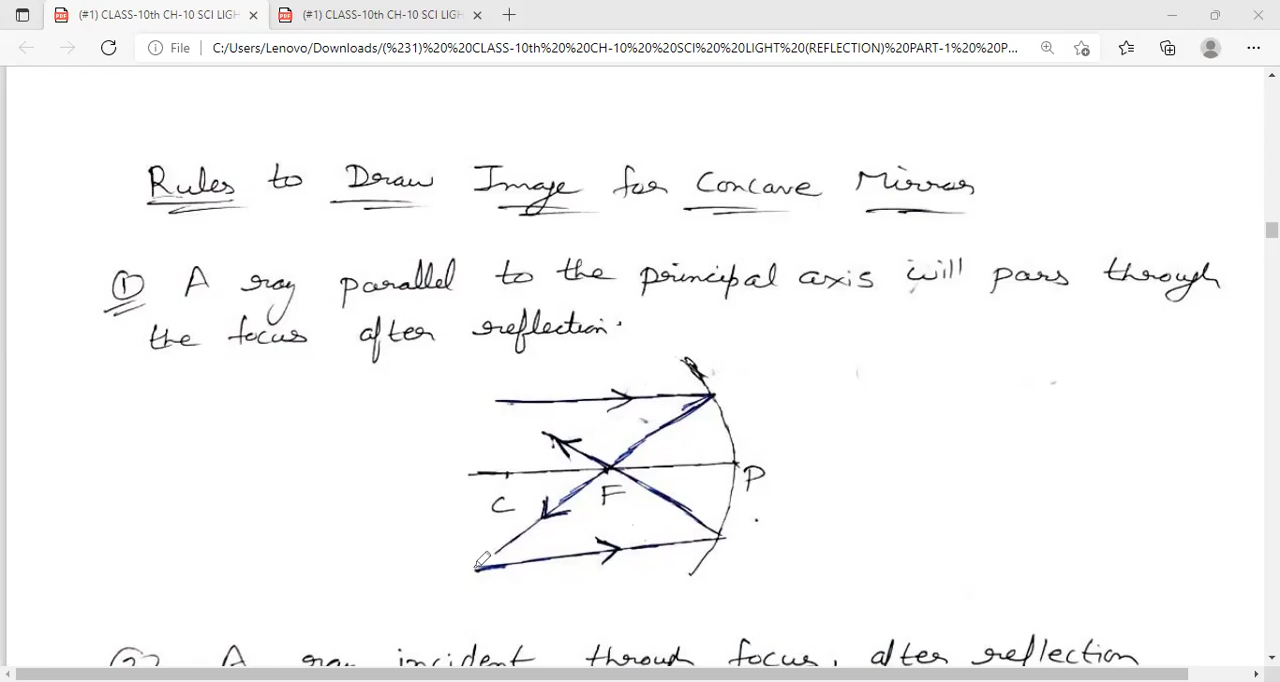 (#1) CLASS-10th CH-10 SCI LIGH
(#1) CLASS-10th CH-10 SCI LIGH
File
C:/Users/Lenovo/Downloads/(%231)%20%20CLASS-10th%20%20CH-10%20%20SCI%20%20LIGHT%20(REFLECTION)%20PART-1%20%20P...
Rules to Draw Image for Concave Mirror
① A ray parallel to the principal axis will pass through
the focus after reflection.
C F P
② A ray incident through focus, after reflection